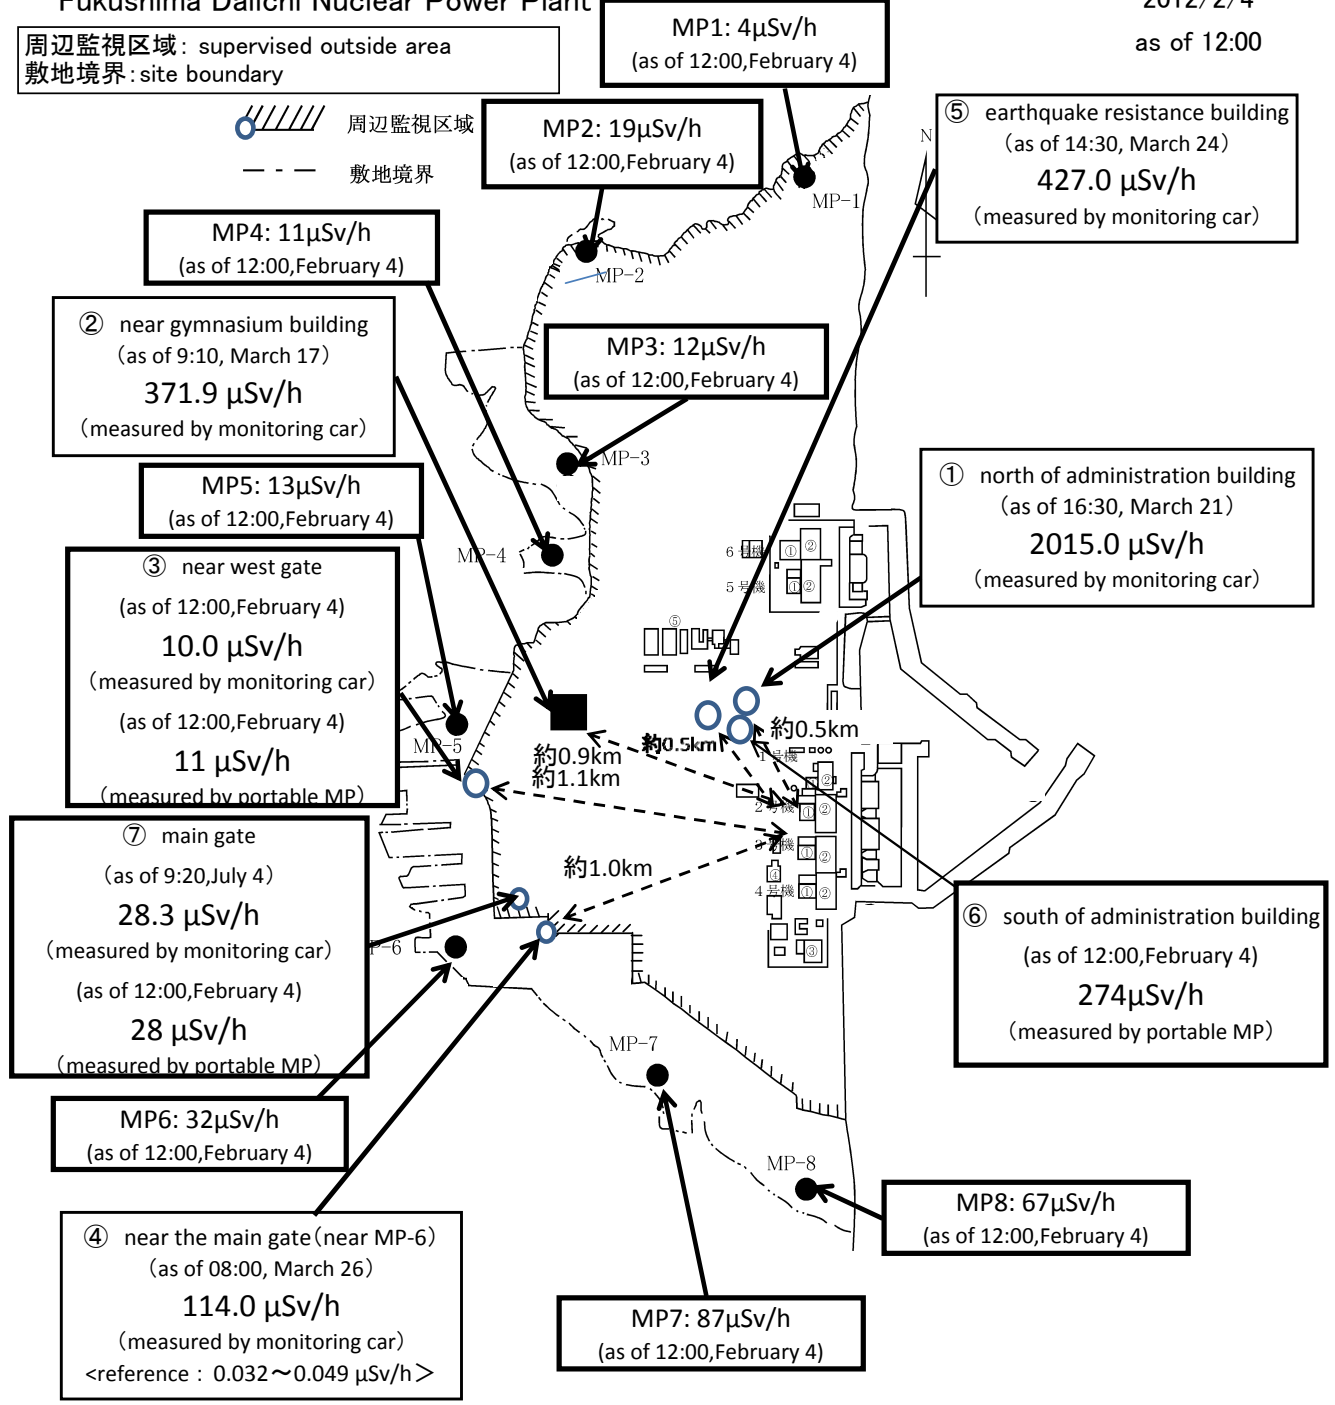 Fukushima Daiichi Nuclear Power Plant
2012/2/4
as of 12:00
周辺監視区域: supervised outside area
敷地境界:site boundary
周辺監視区域
敷地境界
MP1: 4μSv/h
(as of 12:00,February 4)
MP2: 19μSv/h
(as of 12:00,February 4)
⑤ earthquake resistance building
(as of 14:30, March 24)
427.0 μSv/h
(measured by monitoring car)
N
MP-1
MP4: 11μSv/h
(as of 12:00,February 4)
MP-2
② near gymnasium building
(as of 9:10, March 17)
371.9 μSv/h
(measured by monitoring car)
MP3: 12μSv/h
(as of 12:00,February 4)
MP-3
① north of administration building
(as of 16:30, March 21)
2015.0 μSv/h
(measured by monitoring car)
MP5: 13μSv/h
(as of 12:00,February 4)
MP-4
6号機
① ②
5号機
① ②
⑤
③ near west gate
(as of 12:00,February 4)
10.0 μSv/h
(measured by monitoring car)
(as of 12:00,February 4)
11 μSv/h
(measured by portable MP)
MP-5
約0.9km
約1.1km
約0.5km
約0.5km
1号機
②
2号機
① ②
3号機
① ②
④
4号機
① ②
③
約1.0km
⑦ main gate
(as of 9:20,July 4)
28.3 μSv/h
(measured by monitoring car)
(as of 12:00,February 4)
28 μSv/h
(measured by portable MP)
P-6
⑥ south of administration building
(as of 12:00,February 4)
274μSv/h
(measured by portable MP)
MP-7
MP6: 32μSv/h
(as of 12:00,February 4)
MP-8
MP8: 67μSv/h
(as of 12:00,February 4)
④ near the main gate(near MP-6)
(as of 08:00, March 26)
114.0 μSv/h
(measured by monitoring car)
<reference : 0.032～0.049 μSv/h＞
MP7: 87μSv/h
(as of 12:00,February 4)